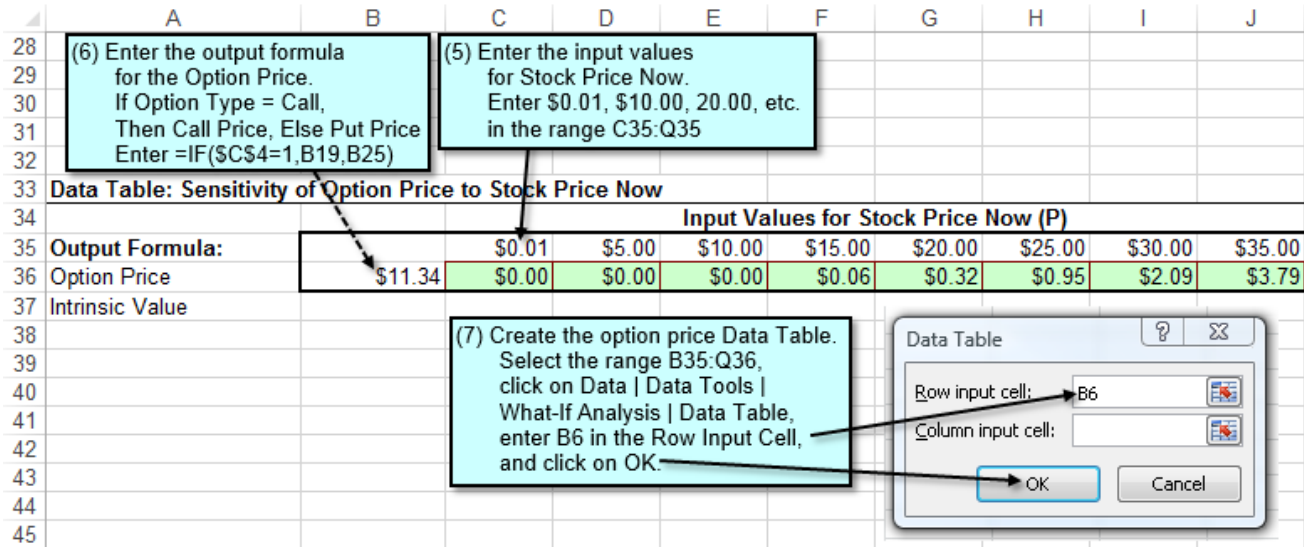 A B C D E F G H I J
28
29
30
31
32
(6) Enter the output formula
for the Option Price.
If Option Type = Call,
Then Call Price, Else Put Price
Enter =IF($C$4=1,B19,B25)
(5) Enter the input values
for Stock Price Now.
Enter $0.01, $10.00, 20.00, etc.
in the range C35:Q35
33 Data Table: Sensitivity of Option Price to Stock Price Now
34 Input Values for Stock Price Now (P)
35 Output Formula: $0.01 $5.00 $10.00 $15.00 $20.00 $25.00 $30.00 $35.00
36 Option Price $11.34 $0.00 $0.00 $0.00 $0.06 $0.32 $0.95 $2.09 $3.79
37 Intrinsic Value
38
39
40
41
42
43
44
45
(7) Create the option price Data Table.
Select the range B35:Q36,
click on Data | Data Tools |
What-If Analysis | Data Table,
enter B6 in the Row Input Cell,
and click on OK.
Data Table
Row input cell: B6
Column input cell:
OK Cancel